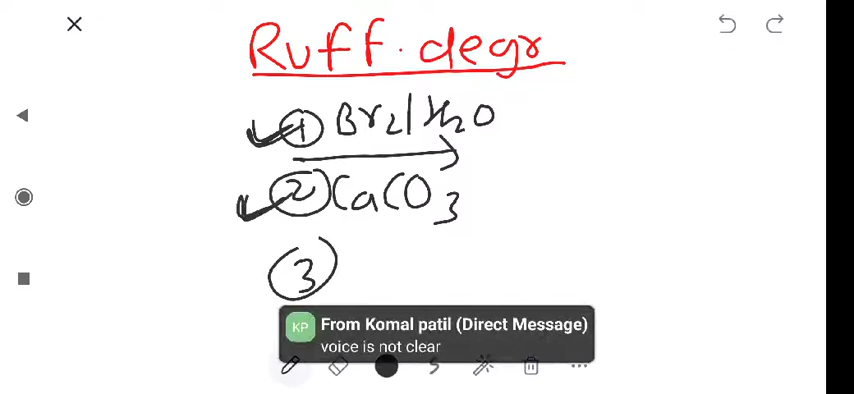 Ruff. degr
① Br2/H2O
② CaCO3
③
KP From Komal patil (Direct Message)
voice is not clear